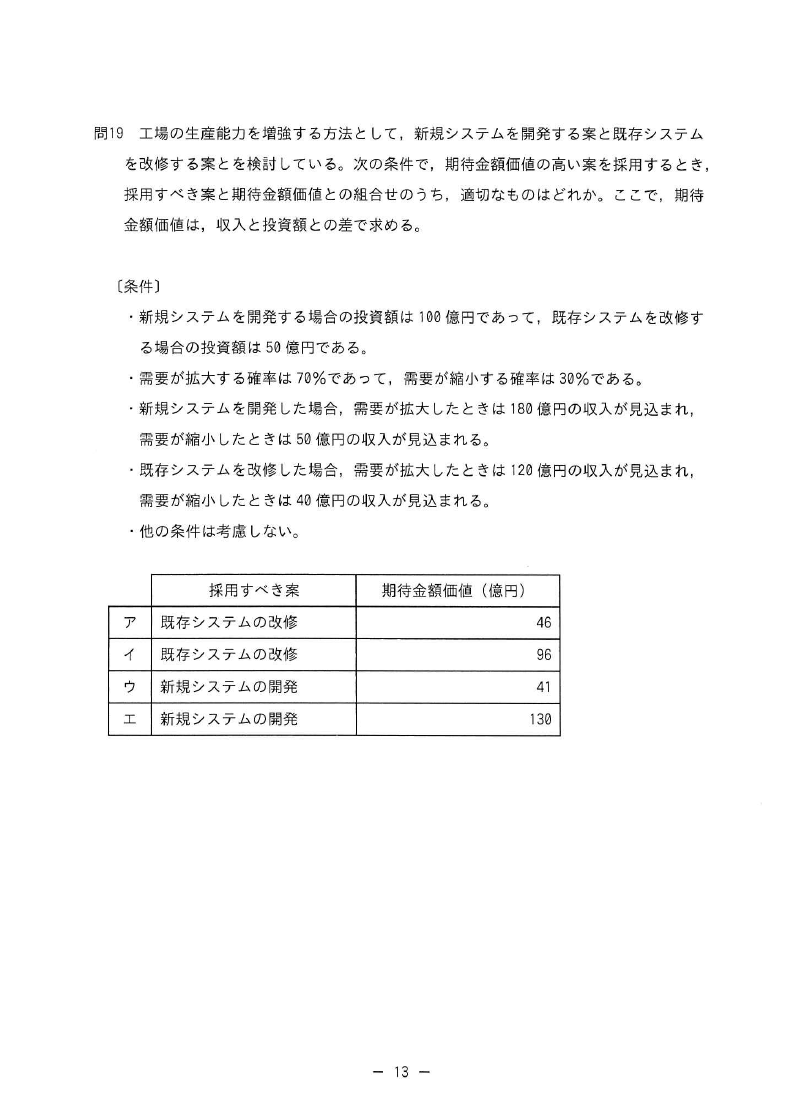 問19 工場の生産能力を増強する方法として，新規システムを開発する案と既存システム
を改修する案とを検討している。次の条件で，期待金額価値の高い案を採用するとき，
採用すべき案と期待金額価値との組合せのうち，適切なものはどれか。ここで，期待
金額価値は，収入と投資額との差で求める。
〔条件〕
・新規システムを開発する場合の投資額は 100 億円であって，既存システムを改修す
る場合の投資額は 50 億円である。
・需要が拡大する確率は 70％であって，需要が縮小する確率は 30％である。
・新規システムを開発した場合，需要が拡大したときは 180 億円の収入が見込まれ，
需要が縮小したときは 50 億円の収入が見込まれる。
・既存システムを改修した場合，需要が拡大したときは 120 億円の収入が見込まれ，
需要が縮小したときは 40 億円の収入が見込まれる。
・他の条件は考慮しない。
採用すべき案 期待金額価値（億円）
ア 既存システムの改修 46
イ 既存システムの改修 96
ウ 新規システムの開発 41
エ 新規システムの開発 130
－ 13 －